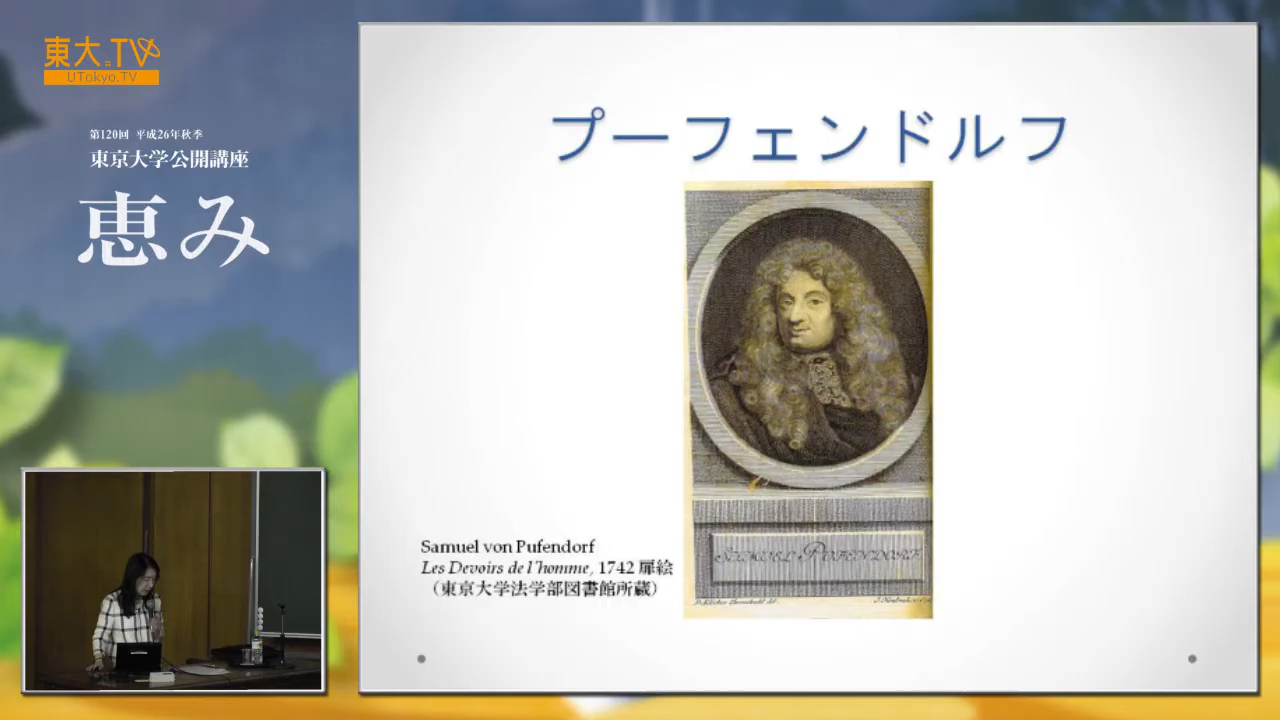 東大.TV
UTokyo.TV
第120回 平成26年秋季
東京大学公開講座
恵み
プーフェンドルフ
SAMUEL PUFENDORF
Samuel von Pufendorf
Les Devoirs de l'homme, 1742 扉絵
（東京大学法学部図書館所蔵）